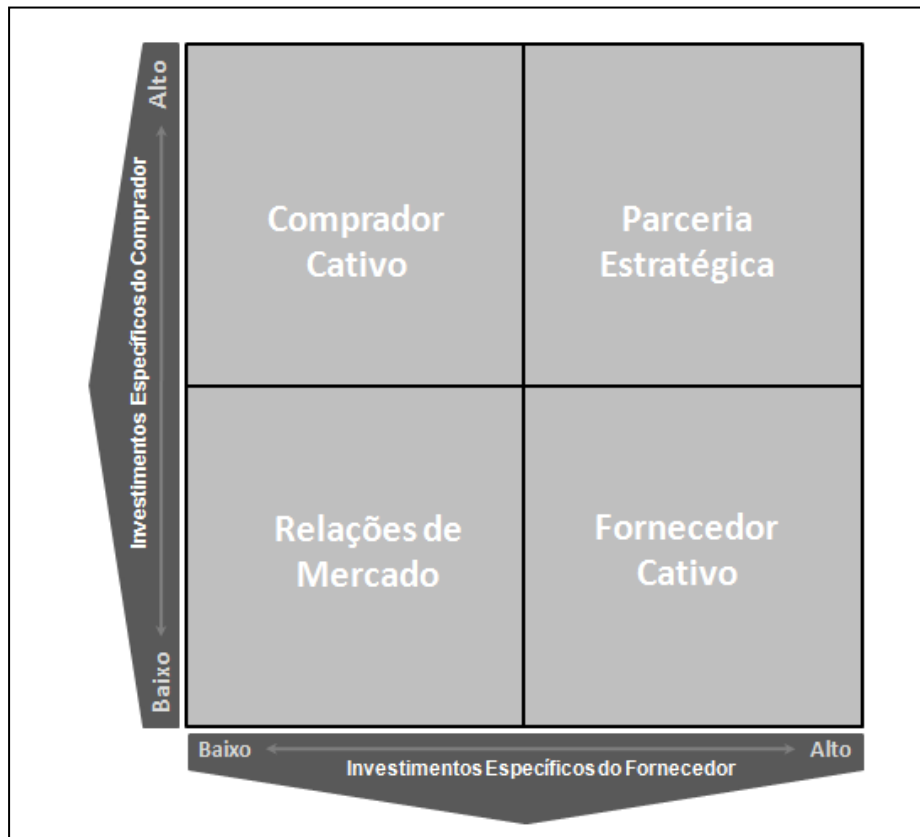 Alto
Investimentos Específicos do Comprador
Baixo
Comprador
Cativo
Parceria
Estratégica
Relações de
Mercado
Fornecedor
Cativo
Baixo
Alto
Investimentos Específicos do Fornecedor